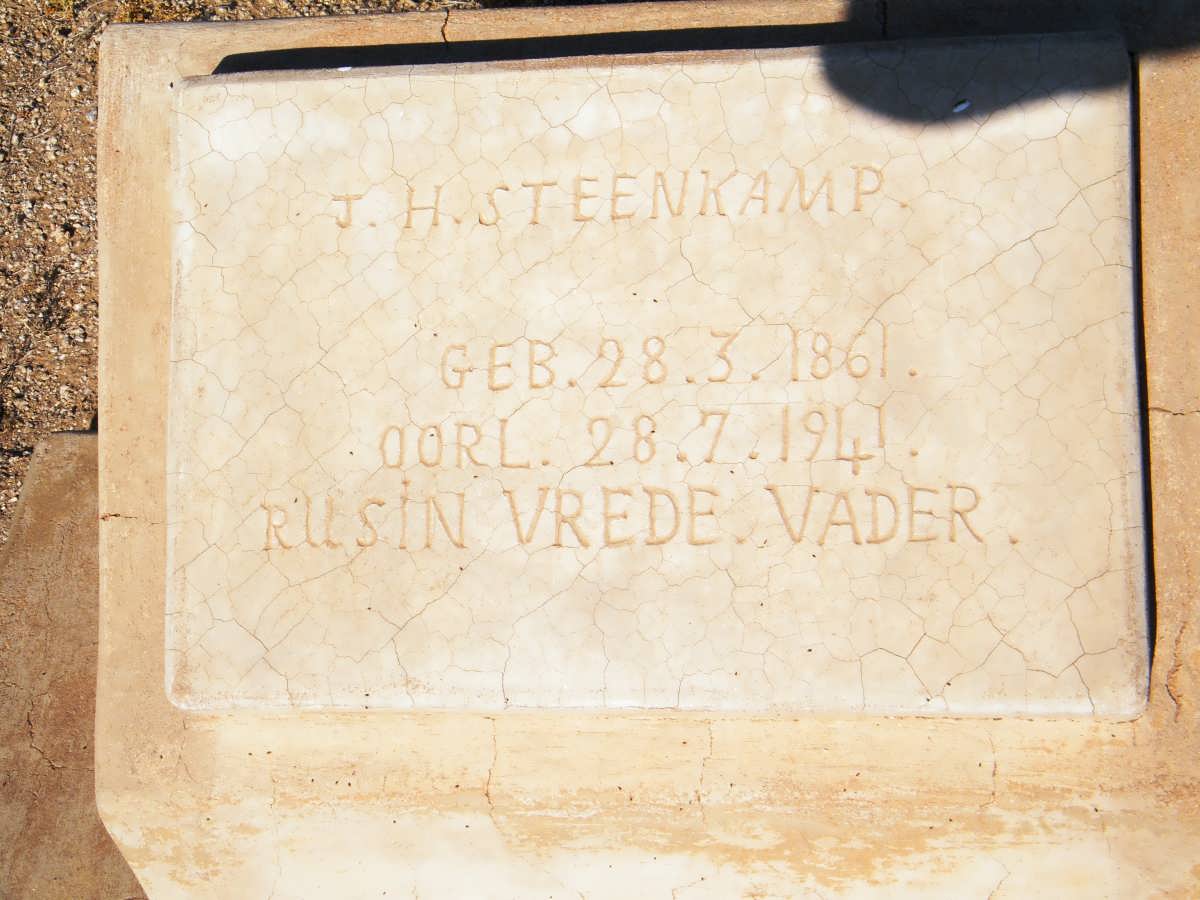 J. H. STEENKAMP.
GEB. 28.3. 1861.
OORL. 28.7. 1941.
RUSIN VREDE. VADER.